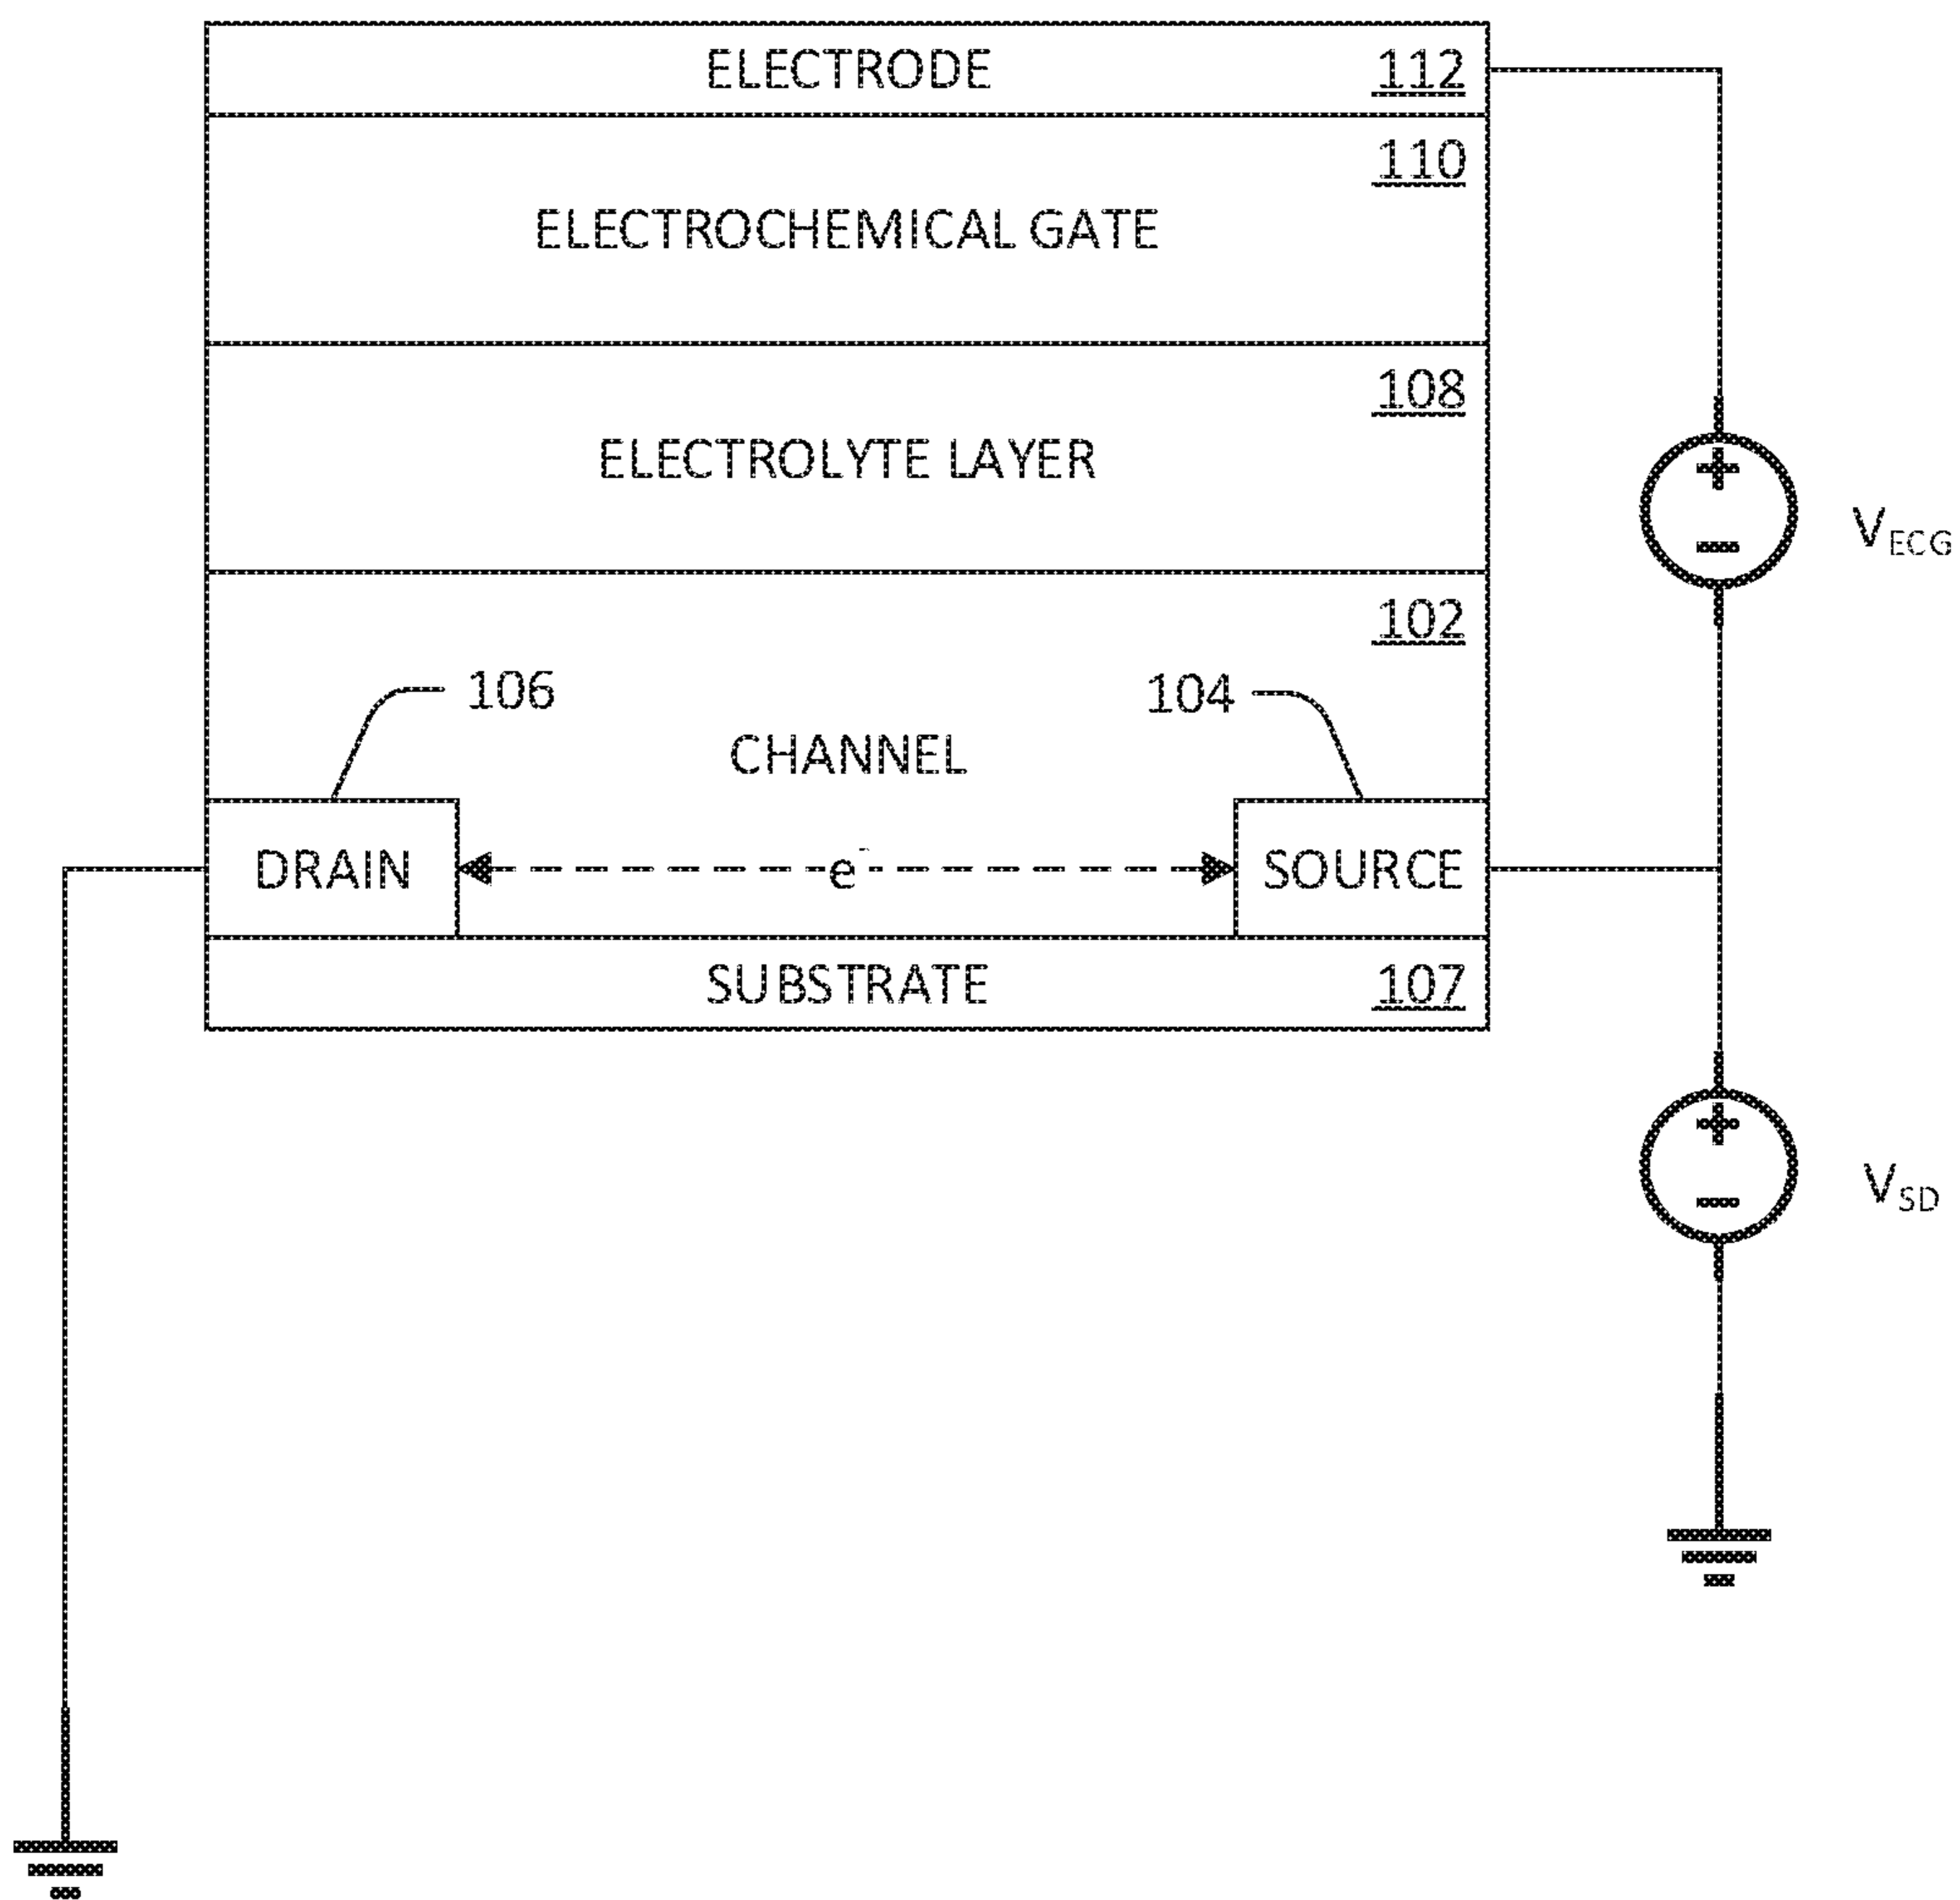 ELECTRODE 112
110
ELECTROCHEMICAL GATE
108
ELECTROLYTE LAYER
+
V_ECG
-
102
106 104
CHANNEL
DRAIN e⁻ SOURCE
SUBSTRATE 107
+
V_SD
-